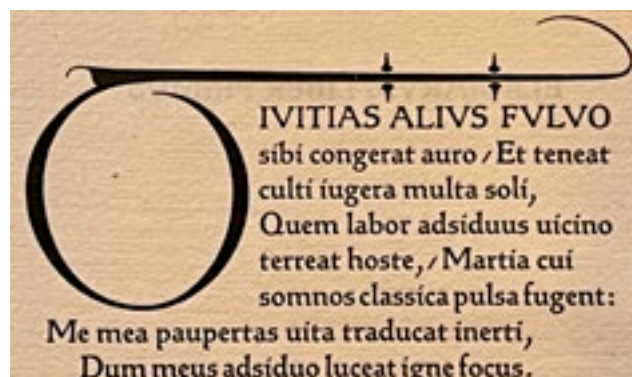 DIVITIAS ALIVS FVLVO
sibi congerat auro / Et teneat
culti iugera multa soli,
Quem labor adsiduus uicino
terreat hoste, / Martia cui
somnos classica pulsa fugent:
Me mea paupertas uita traducat inerti,
Dum meus adsiduo luceat igne focus,